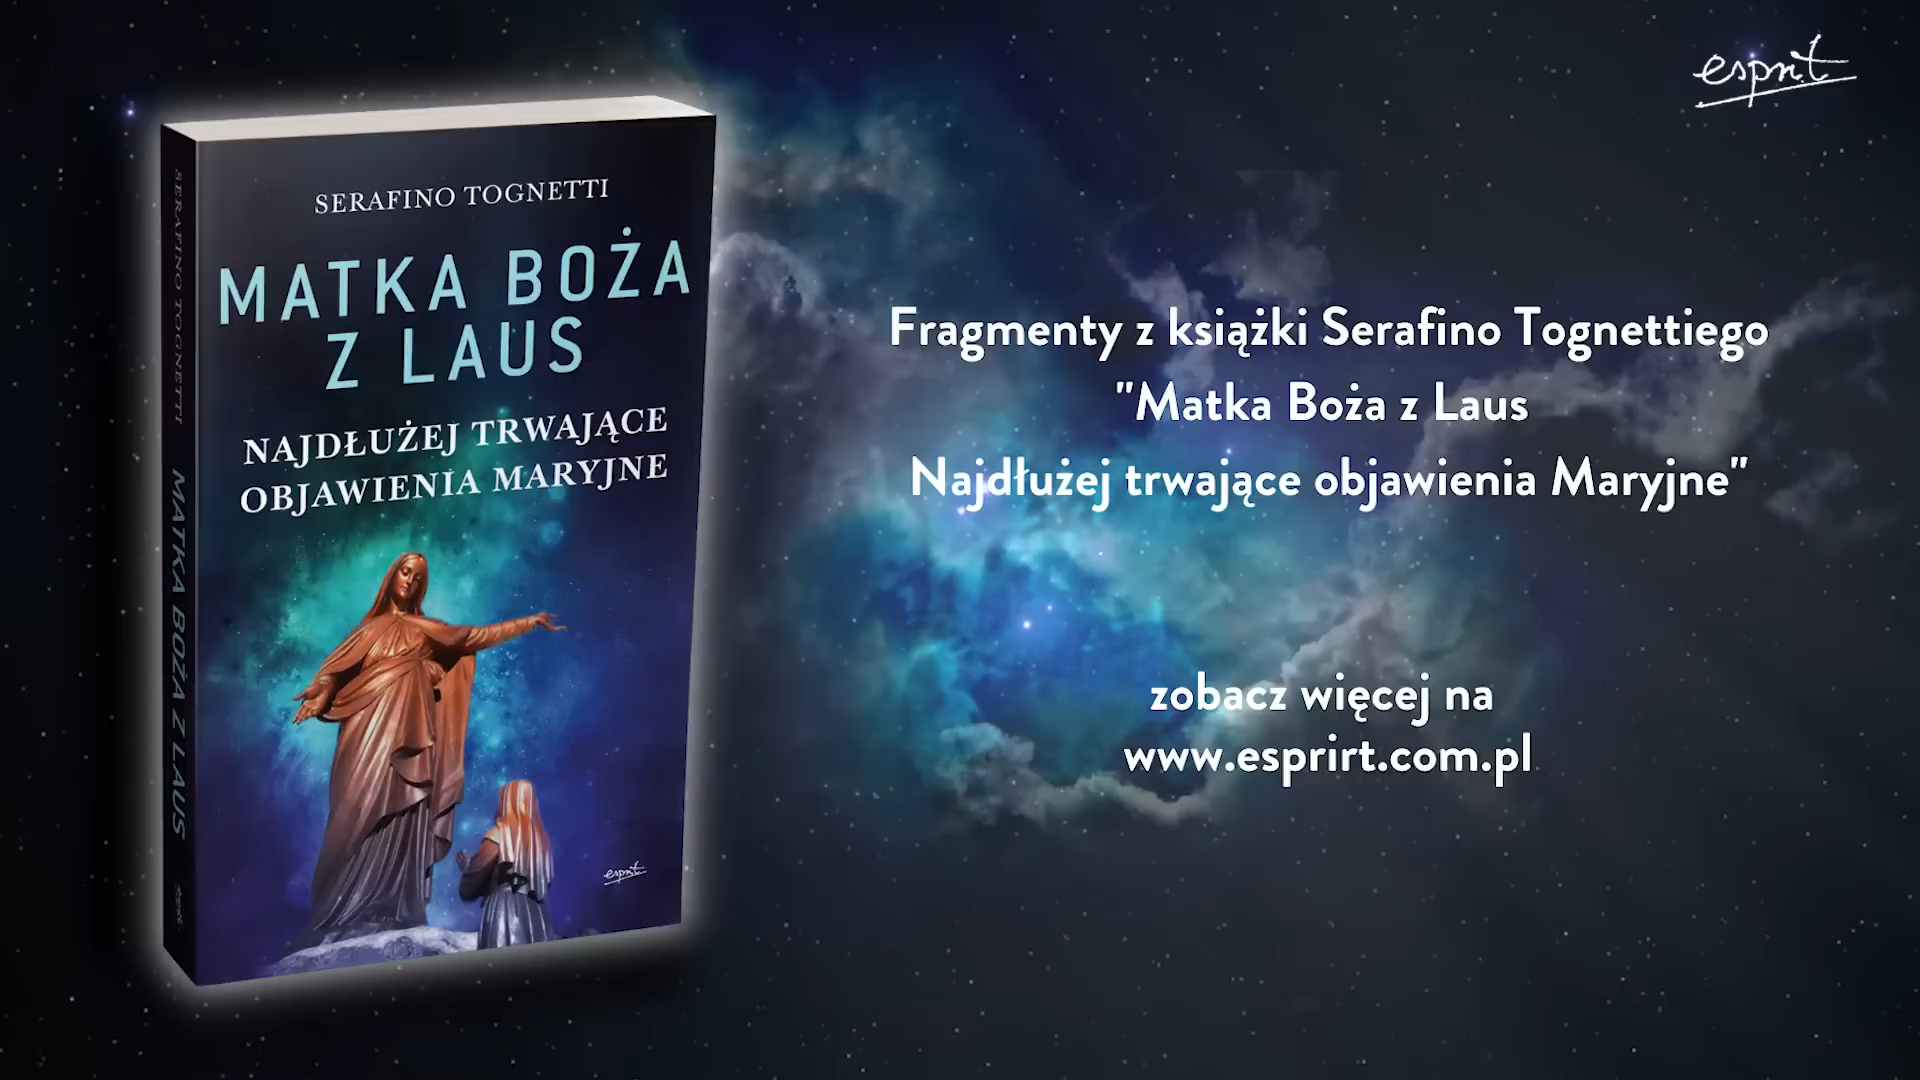 esprit
SERAFINO TOGNETTI
MATKA BOŻA
Z LAUS
NAJDŁUŻEJ TRWAJĄCE
OBJAWIENIA MARYJNE
esprit
SERAFINO TOGNETTI
MATKA BOŻA Z LAUS
esprit
Fragmenty z książki Serafino Tognettiego
"Matka Boża z Laus
Najdłużej trwające objawienia Maryjne"
zobacz więcej na
www.esprirt.com.pl